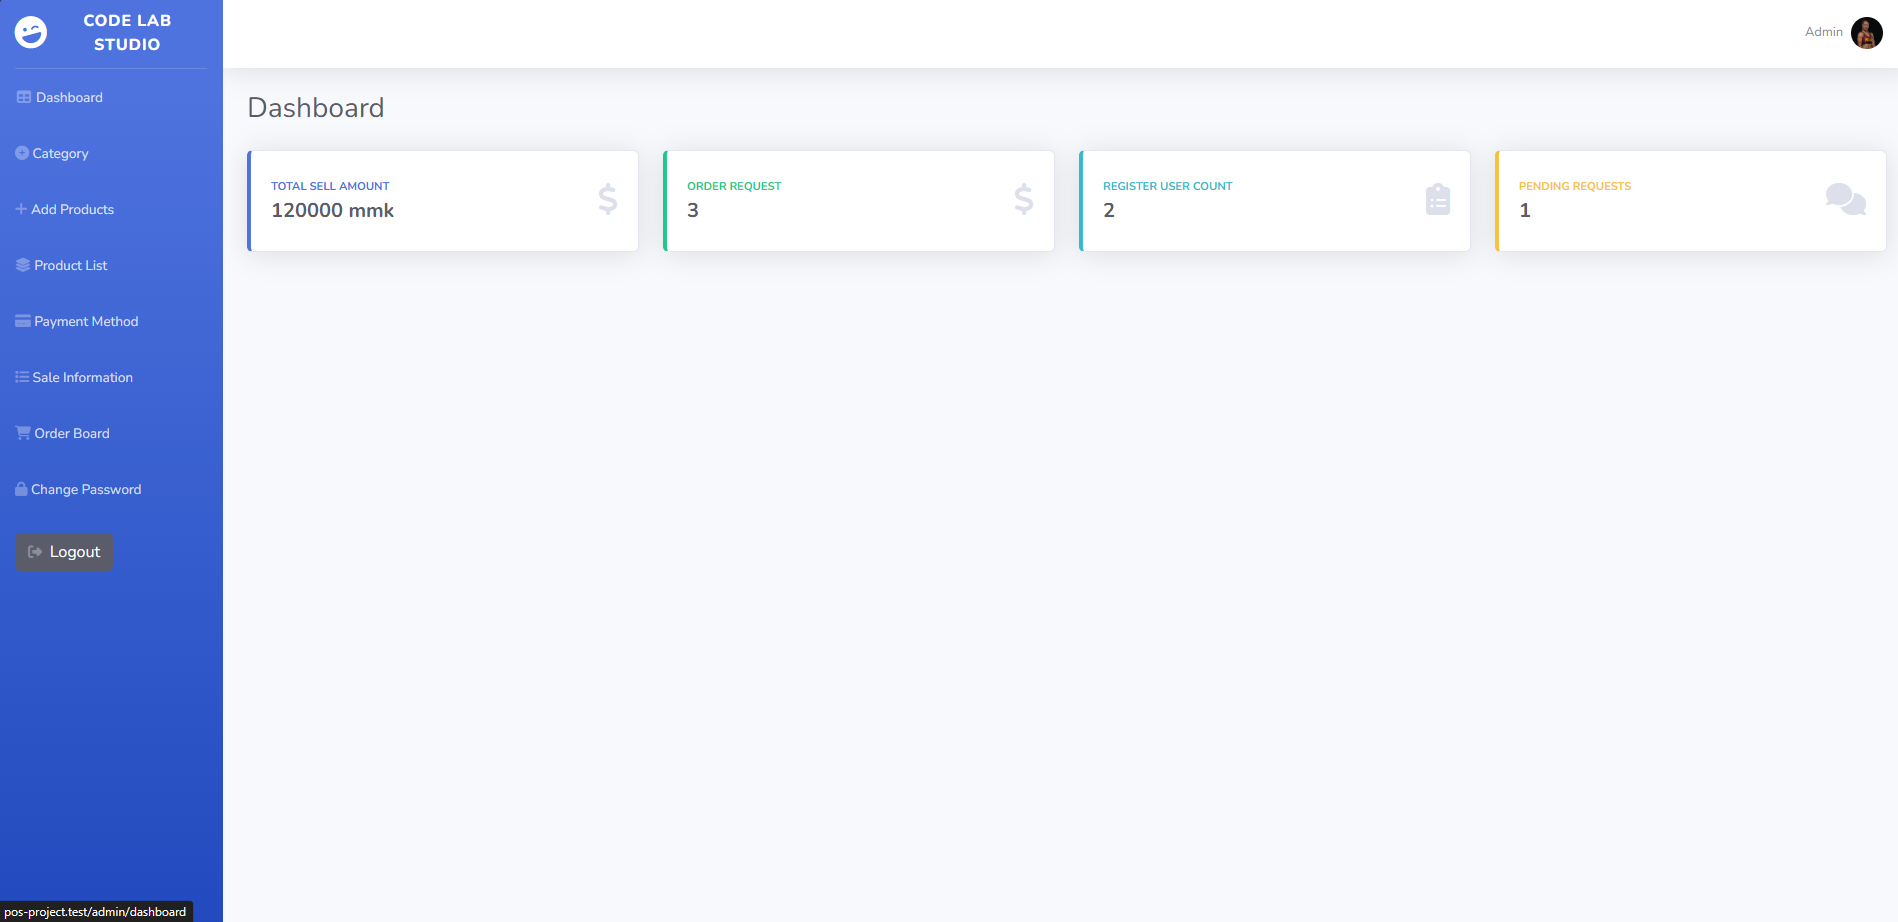 CODE LAB
STUDIO
Dashboard
Category
Add Products
Product List
Payment Method
Sale Information
Order Board
Change Password
Logout
Admin
Dashboard
TOTAL SELL AMOUNT
120000 mmk
ORDER REQUEST
3
REGISTER USER COUNT
2
PENDING REQUESTS
1
pos-project.test/admin/dashboard